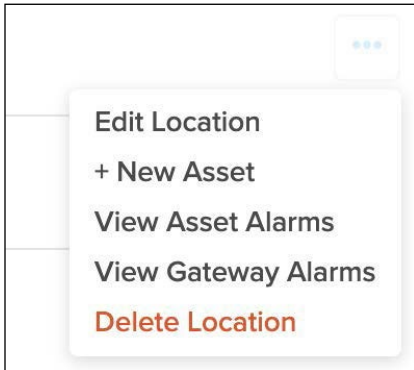 Edit Location
+ New Asset
View Asset Alarms
View Gateway Alarms
Delete Location